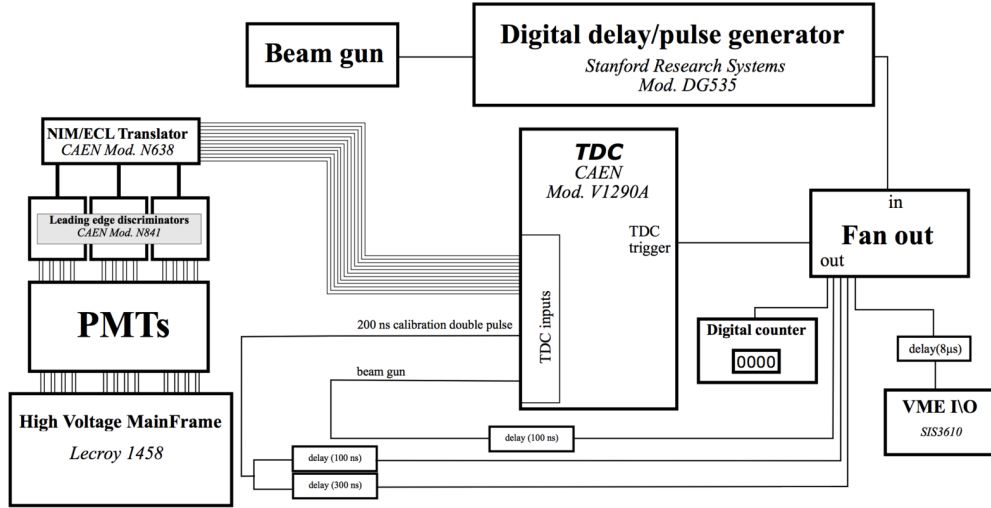 Beam gun
Digital delay/pulse generator
Stanford Research Systems
Mod. DG535
NIM/ECL Translator
CAEN Mod. N638
Leading edge discriminators
CAEN Mod. N841
PMTs
High Voltage MainFrame
Lecroy 1458
TDC
CAEN
Mod. V1290A
TDC
trigger
TDC inputs
200 ns calibration double pulse
beam gun
in
Fan out
out
Digital counter
0000
delay(8μs)
VME I\O
SIS3610
delay (100 ns)
delay (100 ns)
delay (300 ns)